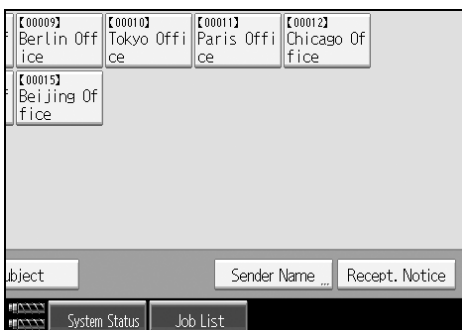 【00009】 【00010】 【00011】 【00012】
Berlin Off Tokyo Offi Paris Offi Chicago Of
ice ce ce fice
【00015】
Beijing Of
fice
ubject Sender Name ... Recept. Notice
System Status Job List